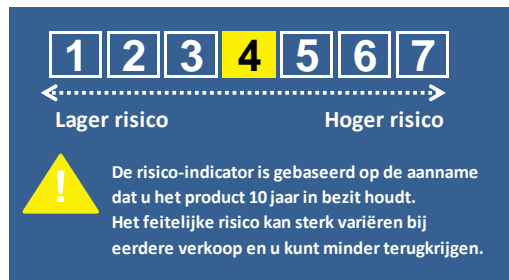 1 2 3 4 5 6 7
Lager risico Hoger risico
!
De risico-indicator is gebaseerd op de aanname
dat u het product 10 jaar in bezit houdt.
Het feitelijke risico kan sterk variëren bij
eerdere verkoop en u kunt minder terugkrijgen.